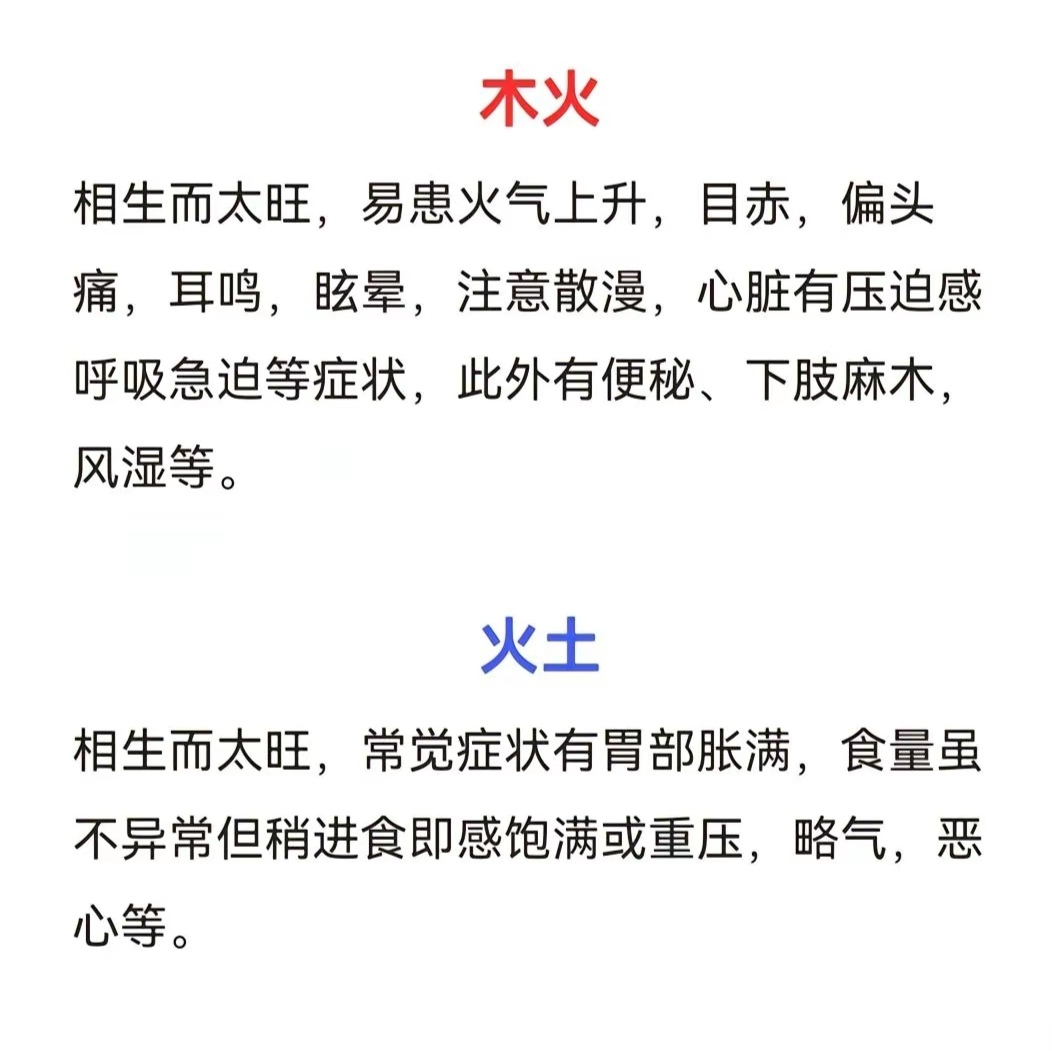 木火
相生而太旺，易患火气上升，目赤，偏头
痛，耳鸣，眩晕，注意散漫，心脏有压迫感
呼吸急迫等症状，此外有便秘、下肢麻木，
风湿等。
火土
相生而太旺，常觉症状有胃部胀满，食量虽
不异常但稍进食即感饱满或重压，略气，恶
心等。